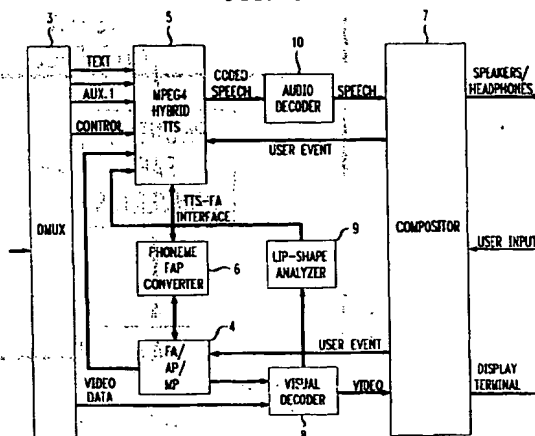 3
5
10
7
TEXT
AUX.1
CONTROL
MPEG4
HYBRID
TTS
CODED
SPEECH
AUDIO
DECODER
SPEECH
SPEAKERS/
HEADPHONES
USER EVENT
DMUX
TTS-FA
INTERFACE
9
COMPOSITOR
PHONEME
FAP
CONVERTER
6
LIP-SHAPE
ANALYZER
USER INPUT
4
FA/
AP/
MP
USER EVENT
DISPLAY
TERMINAL
VIDEO
DATA
VISUAL
DECODER
VIDEO